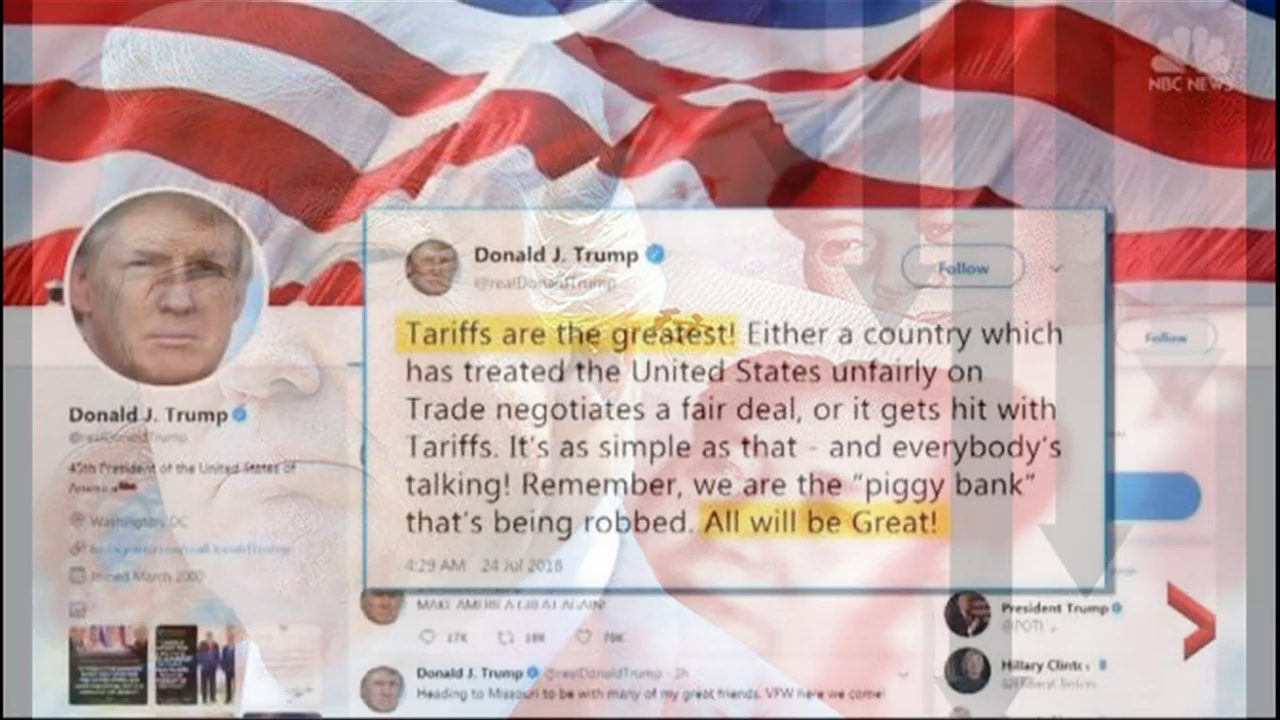 NBC NEWS
Donald J. Trump
@realDonaldTrump
Follow
Tariffs are the greatest! Either a country which
has treated the United States unfairly on
Trade negotiates a fair deal, or it gets hit with
Tariffs. It's as simple as that - and everybody's
talking! Remember, we are the "piggy bank"
that's being robbed. All will be Great!
4:29 AM 24 Jul 2018
Follow
Donald J. Trump
@realDonaldTrump
45th President of the United States of
America
Washington, DC
Joined March 2009
MAKE AMERICA GREAT AGAIN!
17K 18K 70K
Donald J. Trump @realDonaldTrump · 2h
Heading to Missouri to be with many of my great friends. VFW here we come!
President Trump
Hillary